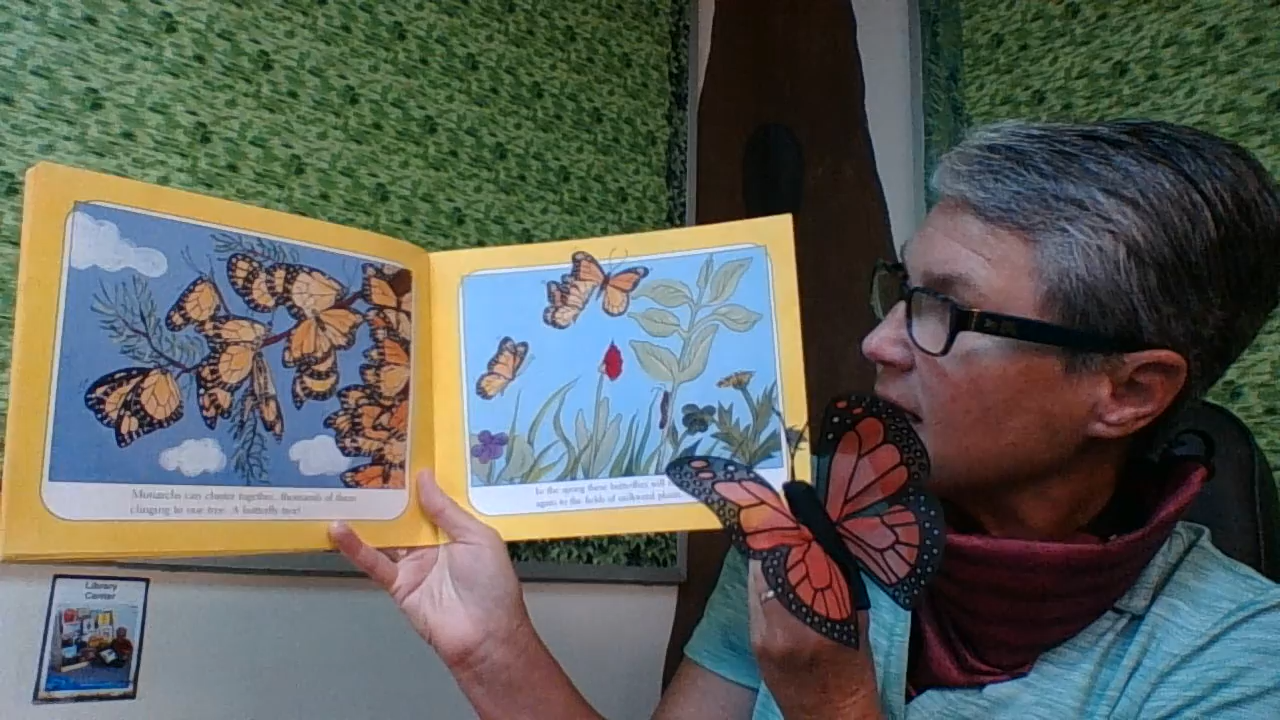 Monarchs can cluster together, thousands of them
clinging to one tree. A butterfly tree!
In the spring these butterflies will
again to the fields of milkweed plants
Library
Center